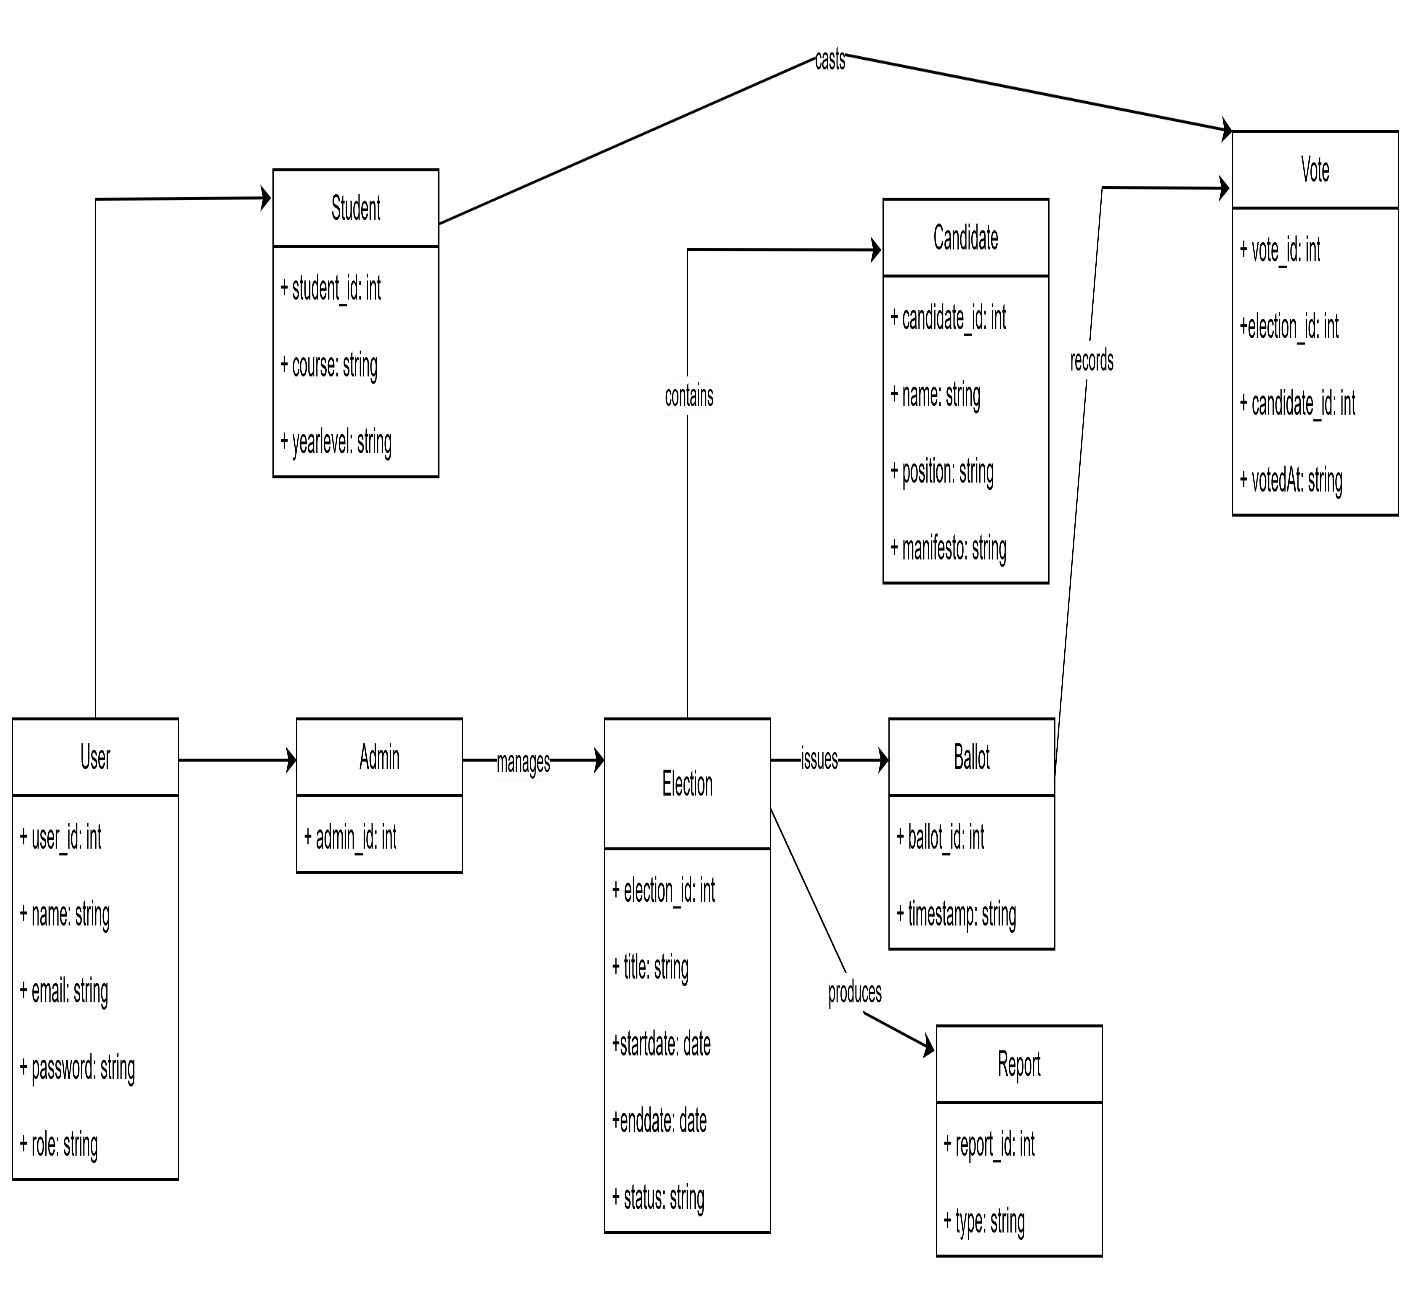 casts
Student
+ student_id: int
+ course: string
+ yearlevel: string
Candidate
+ candidate_id: int
+ name: string
+ position: string
+ manifesto: string
Vote
+ vote_id: int
+election_id: int
+ candidate_id: int
+ votedAt: string
contains
records
User
+ user_id: int
+ name: string
+ email: string
+ password: string
+ role: string
Admin
+ admin_id: int
manages
Election
+ election_id: int
+ title: string
+startdate: date
+enddate: date
+ status: string
issues
Ballot
+ ballot_id: int
+ timestamp: string
produces
Report
+ report_id: int
+ type: string